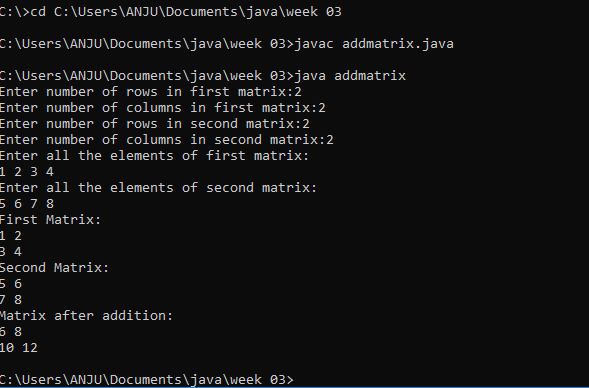 C:\>cd C:\Users\ANJU\Documents\java\week 03
C:\Users\ANJU\Documents\java\week 03>javac addmatrix.java
C:\Users\ANJU\Documents\java\week 03>java addmatrix
Enter number of rows in first matrix:2
Enter number of columns in first matrix:2
Enter number of rows in second matrix:2
Enter number of columns in second matrix:2
Enter all the elements of first matrix:
1 2 3 4
Enter all the elements of second matrix:
5 6 7 8
First Matrix:
1 2
3 4
Second Matrix:
5 6
7 8
Matrix after addition:
6 8
10 12
C:\Users\ANJU\Documents\java\week 03>